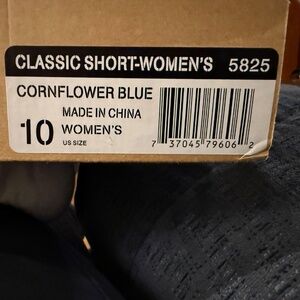 CLASSIC SHORT-WOMEN'S 5825
CORNFLOWER BLUE
MADE IN CHINA
10 WOMEN'S
US SIZE
7 37045 79606 2